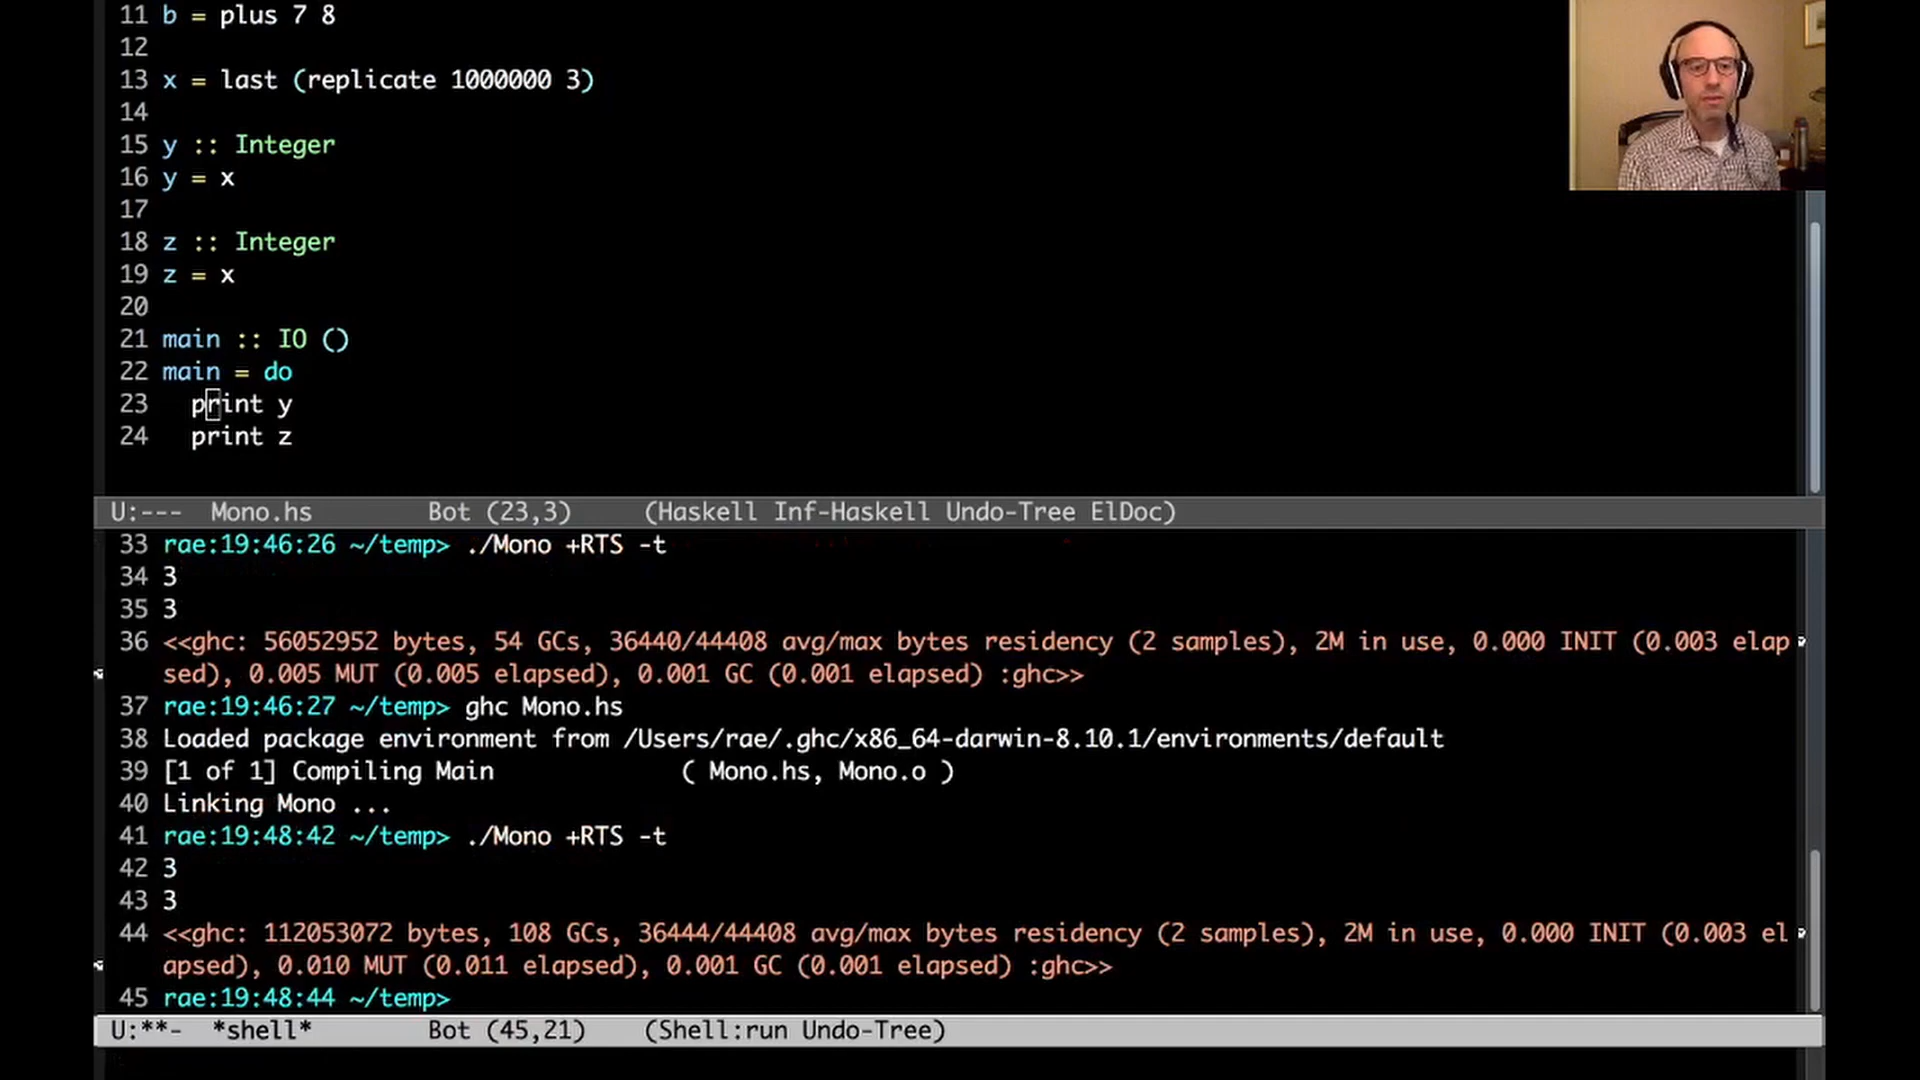 11 b = plus 7 8
12
13 x = last (replicate 1000000 3)
14
15 y :: Integer
16 y = x
17
18 z :: Integer
19 z = x
20
21 main :: IO ()
22 main = do
23   print y
24   print z
U:---  Mono.hs        Bot (23,3)     (Haskell Inf-Haskell Undo-Tree ElDoc)
33 rae:19:46:26 ~/temp> ./Mono +RTS -t
34 3
35 3
36 <<ghc: 56052952 bytes, 54 GCs, 36440/44408 avg/max bytes residency (2 samples), 2M in use, 0.000 INIT (0.003 elap
sed), 0.005 MUT (0.005 elapsed), 0.001 GC (0.001 elapsed) :ghc>>
37 rae:19:46:27 ~/temp> ghc Mono.hs
38 Loaded package environment from /Users/rae/.ghc/x86_64-darwin-8.10.1/environments/default
39 [1 of 1] Compiling Main             ( Mono.hs, Mono.o )
40 Linking Mono ...
41 rae:19:48:42 ~/temp> ./Mono +RTS -t
42 3
43 3
44 <<ghc: 112053072 bytes, 108 GCs, 36444/44408 avg/max bytes residency (2 samples), 2M in use, 0.000 INIT (0.003 el
apsed), 0.010 MUT (0.011 elapsed), 0.001 GC (0.001 elapsed) :ghc>>
45 rae:19:48:44 ~/temp>
U:**-  *shell*        Bot (45,21)    (Shell:run Undo-Tree)